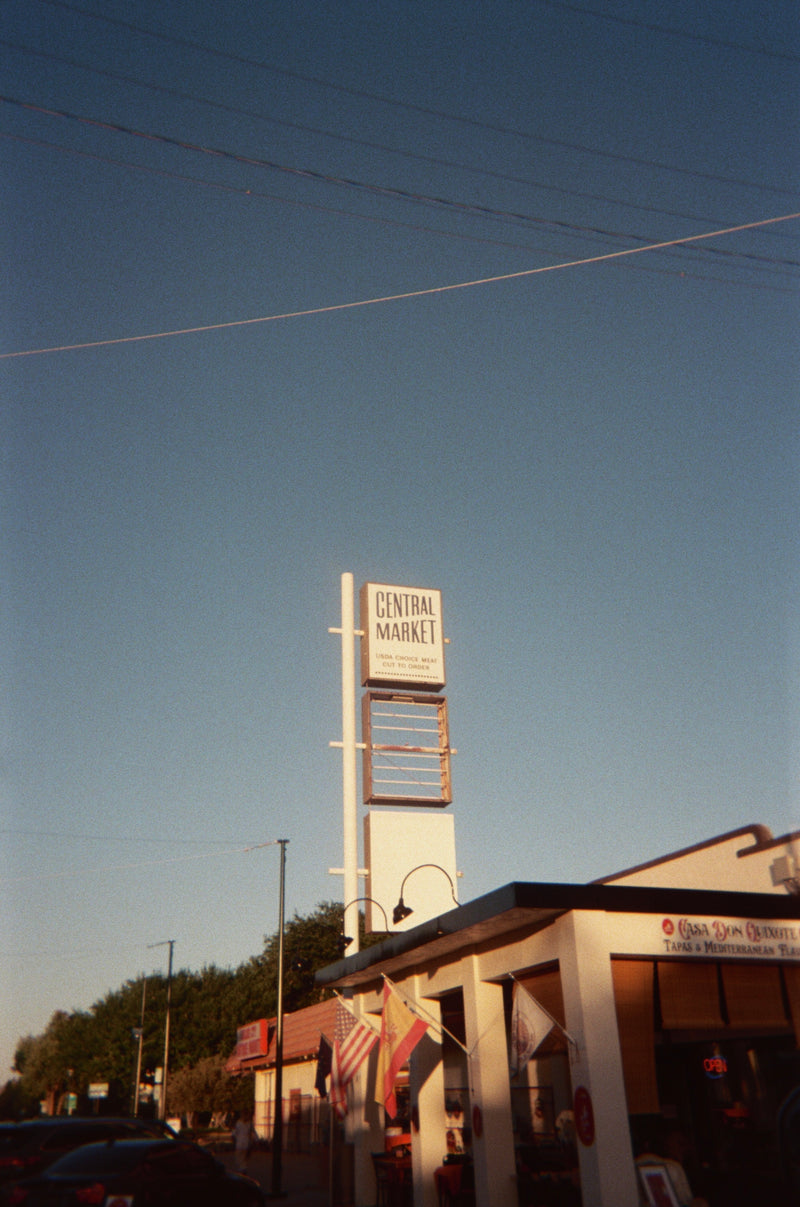 CENTRAL
MARKET
USDA CHOICE MEAT
CUT TO ORDER
CASA DON QUIXOTE
TAPAS & MEDITERRANEAN
OPEN